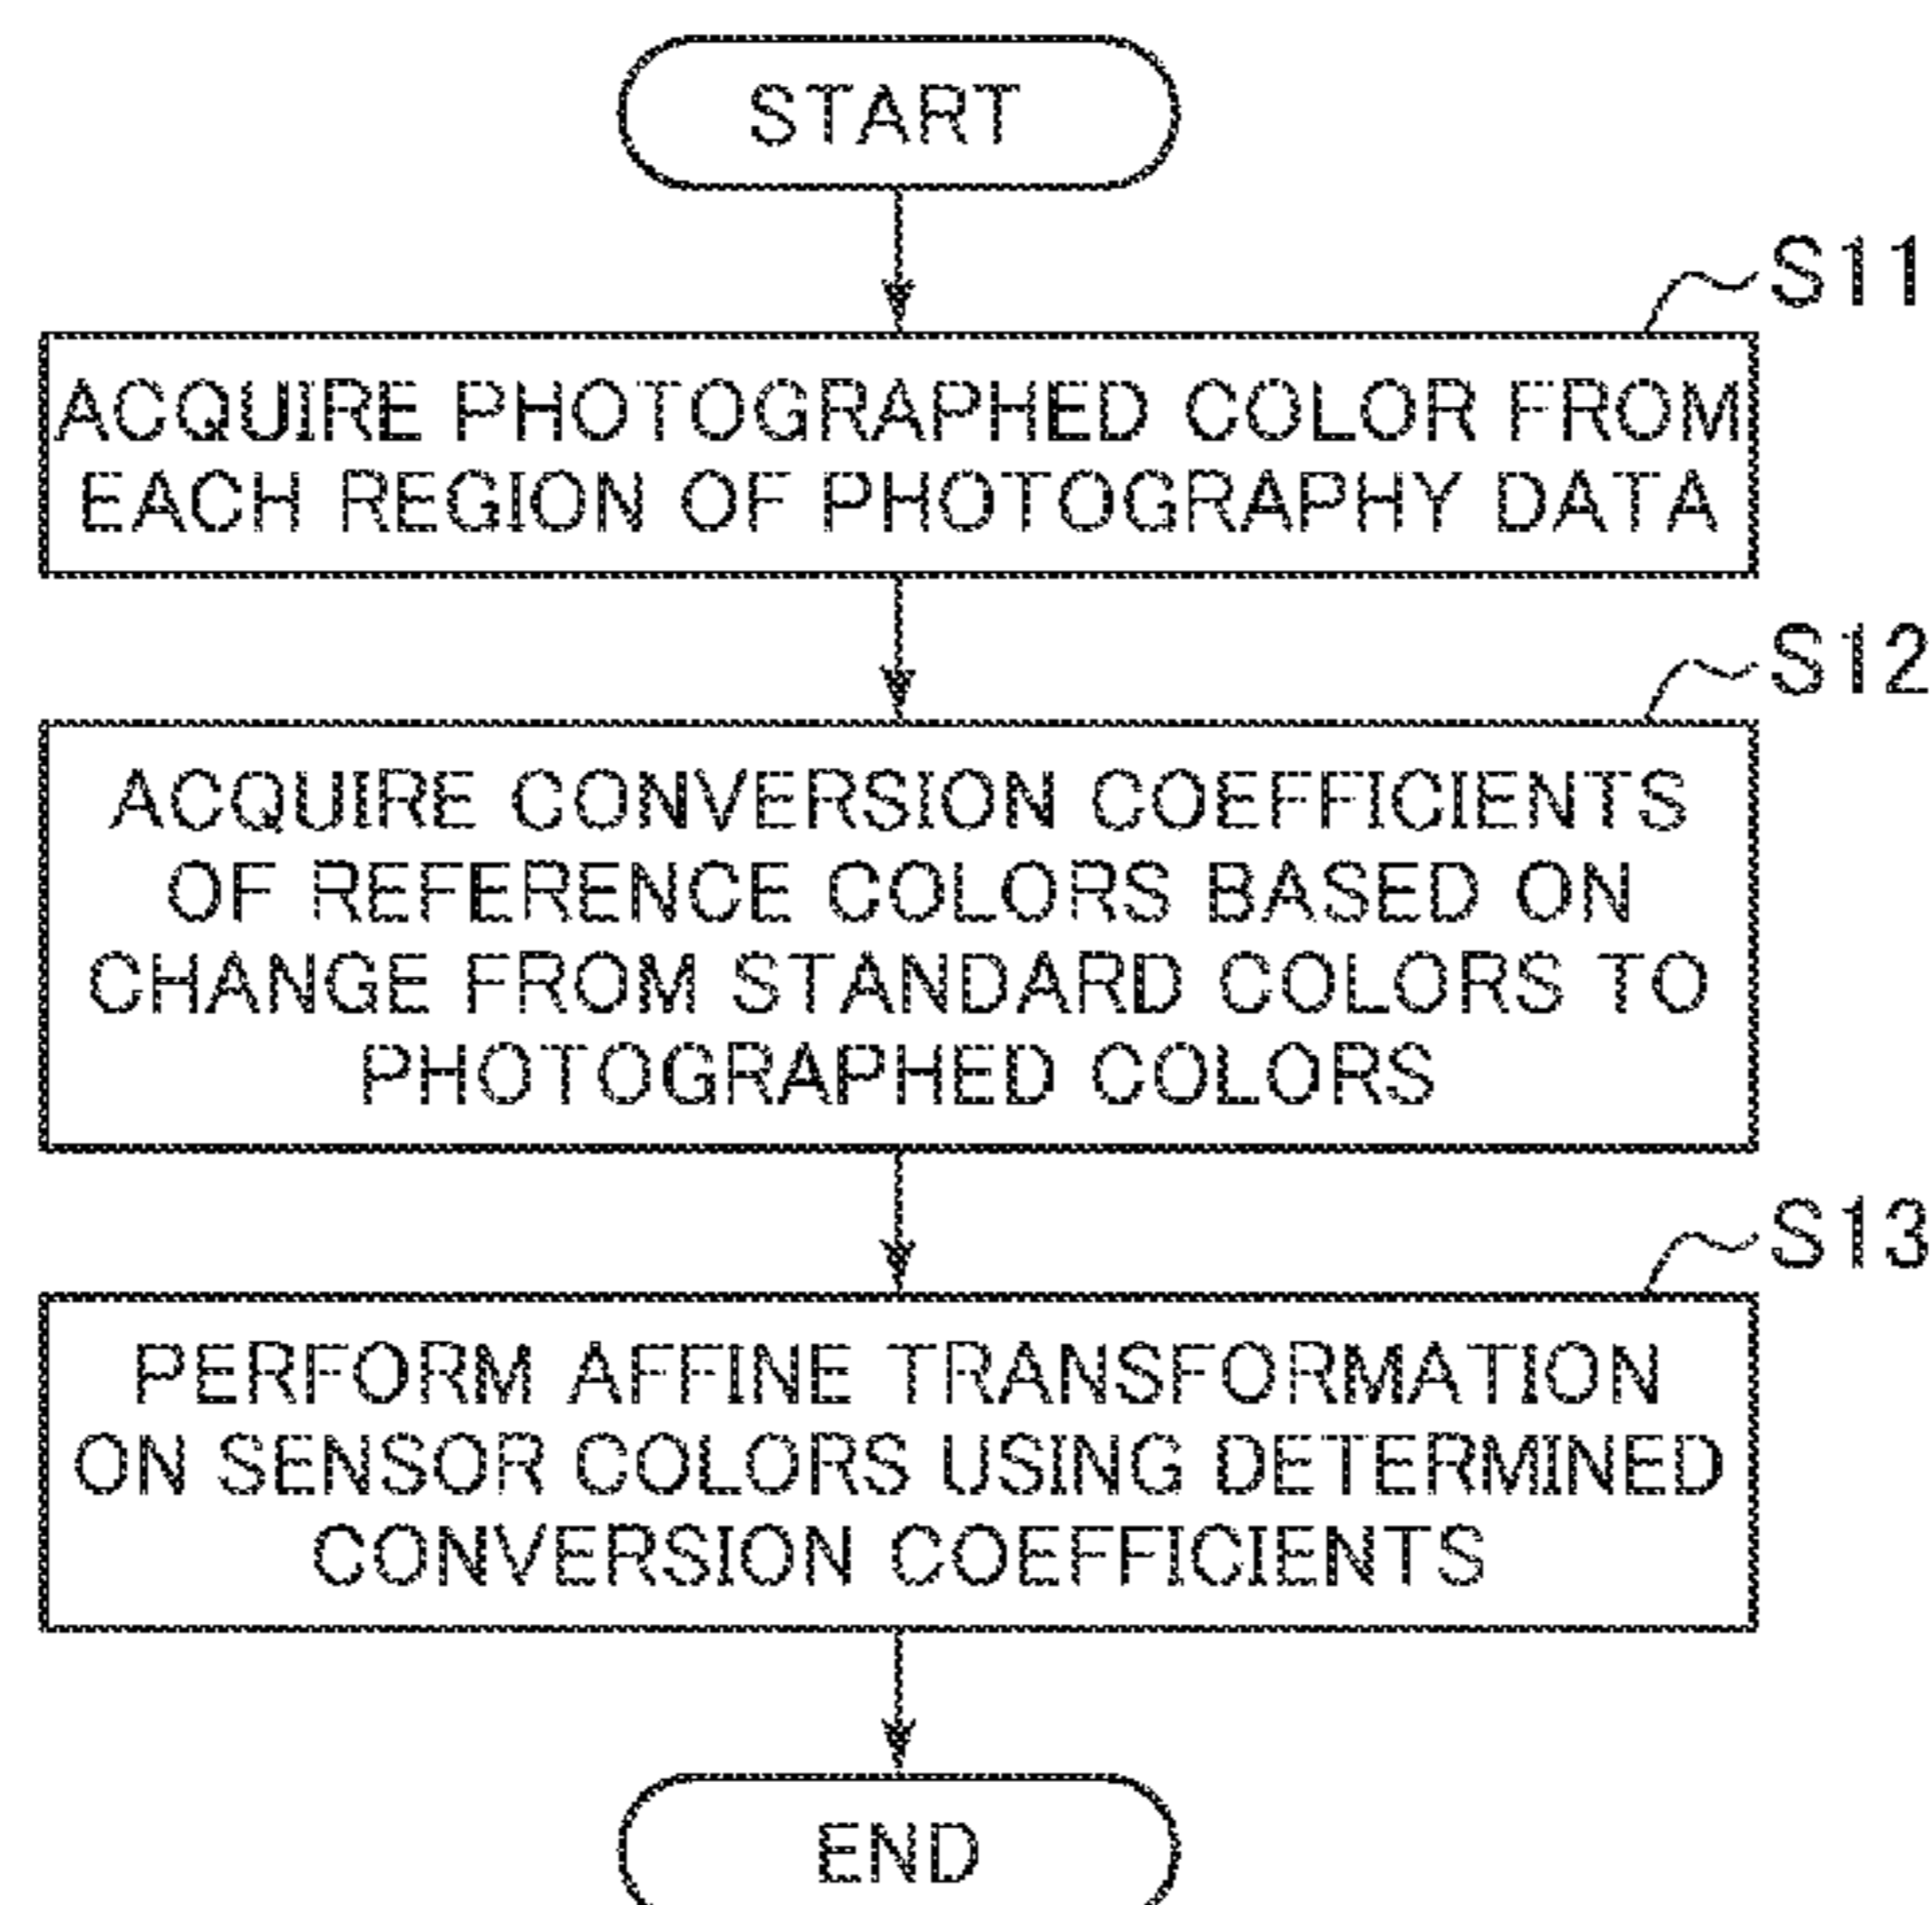 START
S11
ACQUIRE PHOTOGRAPHED COLOR FROM
EACH REGION OF PHOTOGRAPHY DATA
S12
ACQUIRE CONVERSION COEFFICIENTS
OF REFERENCE COLORS BASED ON
CHANGE FROM STANDARD COLORS TO
PHOTOGRAPHED COLORS
S13
PERFORM AFFINE TRANSFORMATION
ON SENSOR COLORS USING DETERMINED
CONVERSION COEFFICIENTS
END